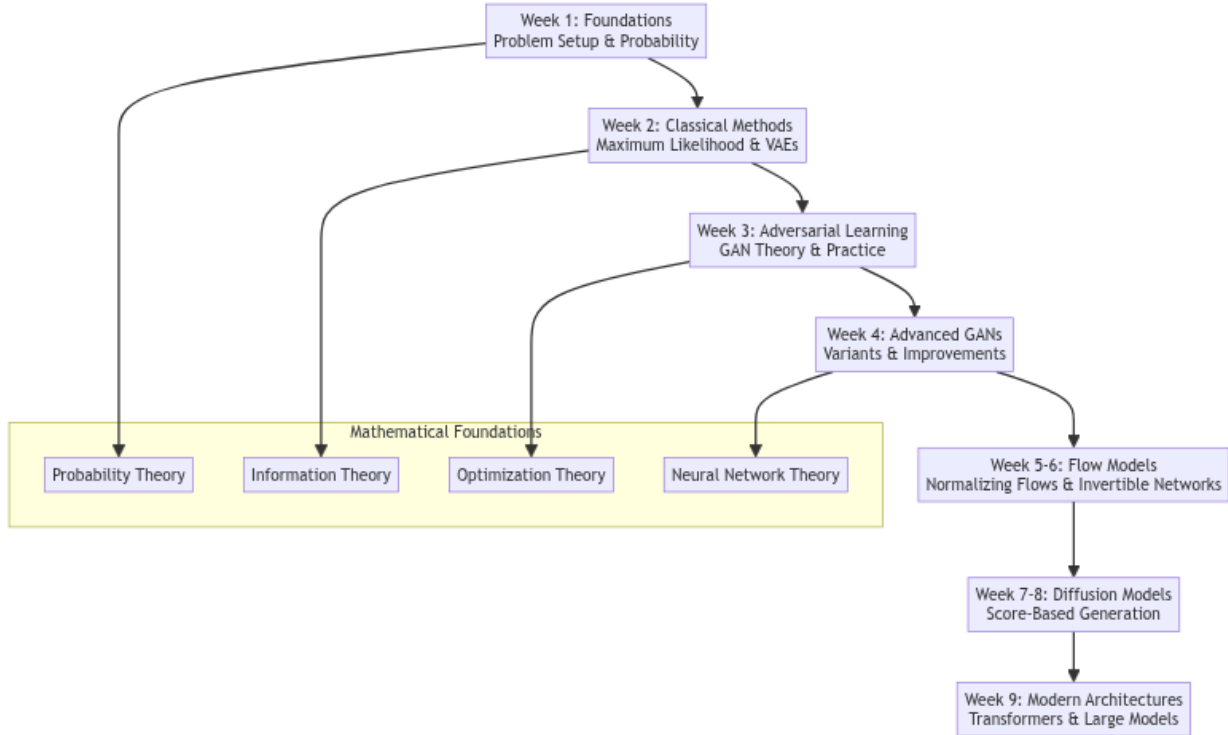 Week 1: Foundations
Problem Setup & Probability
Week 2: Classical Methods
Maximum Likelihood & VAEs
Week 3: Adversarial Learning
GAN Theory & Practice
Week 4: Advanced GANs
Variants & Improvements
Mathematical Foundations
Probability Theory
Information Theory
Optimization Theory
Neural Network Theory
Week 5-6: Flow Models
Normalizing Flows & Invertible Networks
Week 7-8: Diffusion Models
Score-Based Generation
Week 9: Modern Architectures
Transformers & Large Models